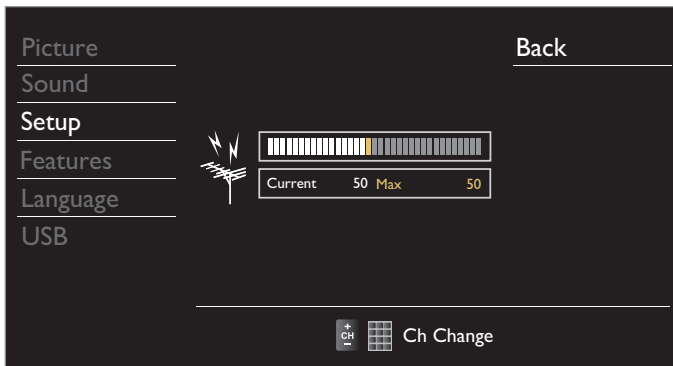 Picture
Back
Sound
Setup
Features
Current 50 Max 50
Language
USB
+
CH
−
Ch Change